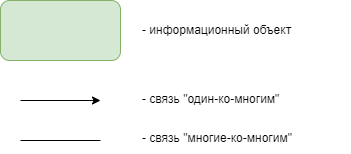 - информационный объект
- связь "один-ко-многим"
- связь "многие-ко-многим"